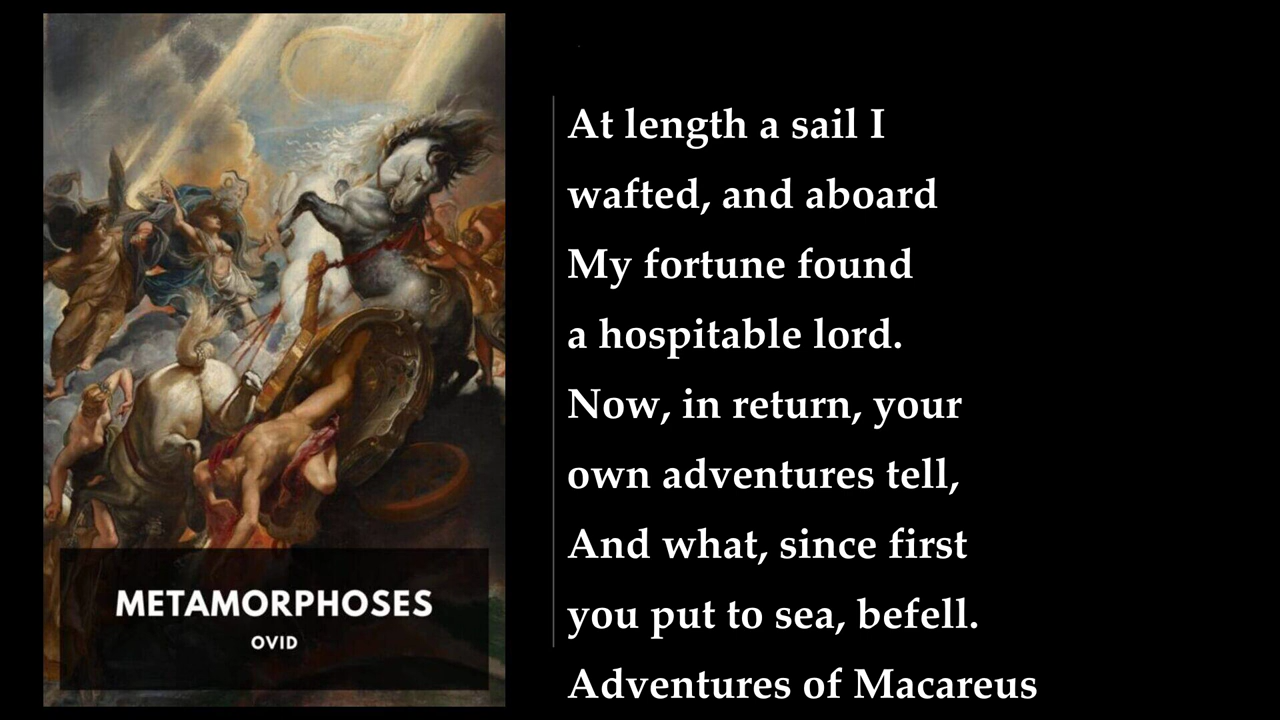 METAMORPHOSES
OVID
At length a sail I
wafted, and aboard
My fortune found
a hospitable lord.
Now, in return, your
own adventures tell,
And what, since first
you put to sea, befell.
Adventures of Macareus